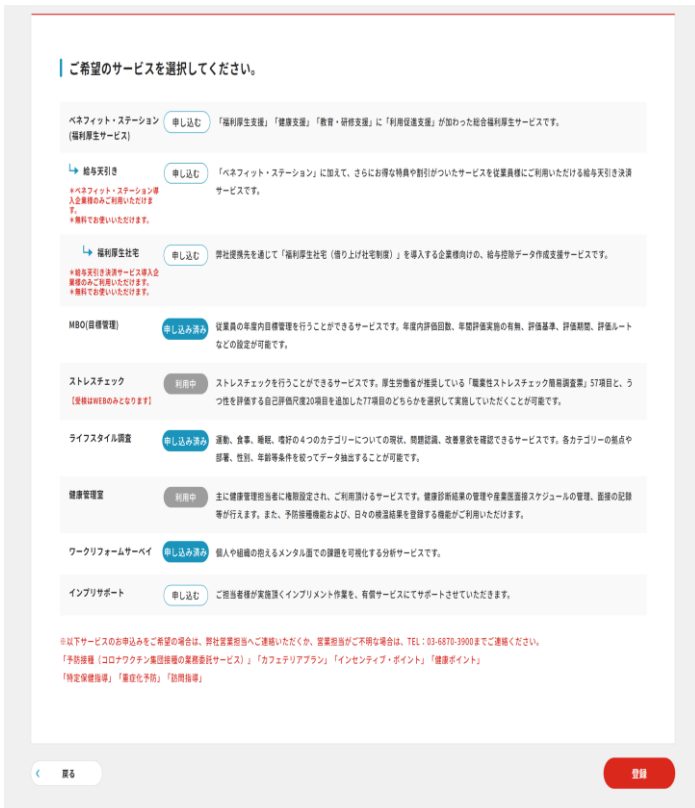 ご希望のサービスを選択してください。
ベネフィット・ステーション
(福利厚生サービス)
申し込む
「福利厚生支援」「健康支援」「教育・研修支援」に「利用促進支援」が加わった総合福利厚生サービスです。
給与天引き
＊ベネフィット・ステーション導
入企業様のみご利用いただけま
す。
＊無料でお使いいただけます。
申し込む
「ベネフィット・ステーション」に加えて、さらにお得な特典や割引がついたサービスを従業員様にご利用いただける給与天引き決済
サービスです。
福利厚生社宅
＊給与天引き決済サービス導入企
業様のみご利用いただけます。
＊無料でお使いいただけます。
申し込む
弊社提携先を通じて「福利厚生社宅（借り上げ社宅制度）」を導入する企業様向けの、給与控除データ作成支援サービスです。
MBO(目標管理)
申し込み済み
従業員の年度内目標管理を行うことができるサービスです。年度内評価回数、年間評価実施の有無、評価基準、評価期間、評価ルート
などの設定が可能です。
ストレスチェック
【受検はWEBのみとなります】
利用中
ストレスチェックを行うことができるサービスです。厚生労働省が推奨している「職業性ストレスチェック簡易調査票」57項目と、う
つ性を評価する自己評価尺度20項目を追加した77項目のどちらかを選択して実施していただくことが可能です。
ライフスタイル調査
申し込み済み
運動、食事、睡眠、嗜好の４つのカテゴリーについての現状、問題認識、改善意欲を確認できるサービスです。各カテゴリーの拠点や
部署、性別、年齢等条件を絞ってデータ抽出することが可能です。
健康管理室
利用中
主に健康管理担当者に権限設定され、ご利用頂けるサービスです。健康診断結果の管理や産業医面接スケジュールの管理、面接の記録
等が行えます。また、予防接種機能および、日々の検温結果を登録する機能がご利用いただけます。
ワークリフォームサーベイ
申し込み済み
個人や組織の抱えるメンタル面での課題を可視化する分析サービスです。
インプリサポート
申し込む
ご担当者様が実施頂くインプリメント作業を、有償サービスにてサポートさせていただきます。
※以下サービスのお申込みをご希望の場合は、弊社営業担当へご連絡いただくか、営業担当がご不明な場合は、TEL：03-6870-3900までご連絡ください。
「予防接種（コロナワクチン集団接種の業務委託サービス）」「カフェテリアプラン」「インセンティブ・ポイント」「健康ポイント」
「特定保健指導」「重症化予防」「訪問指導」
戻る
登録